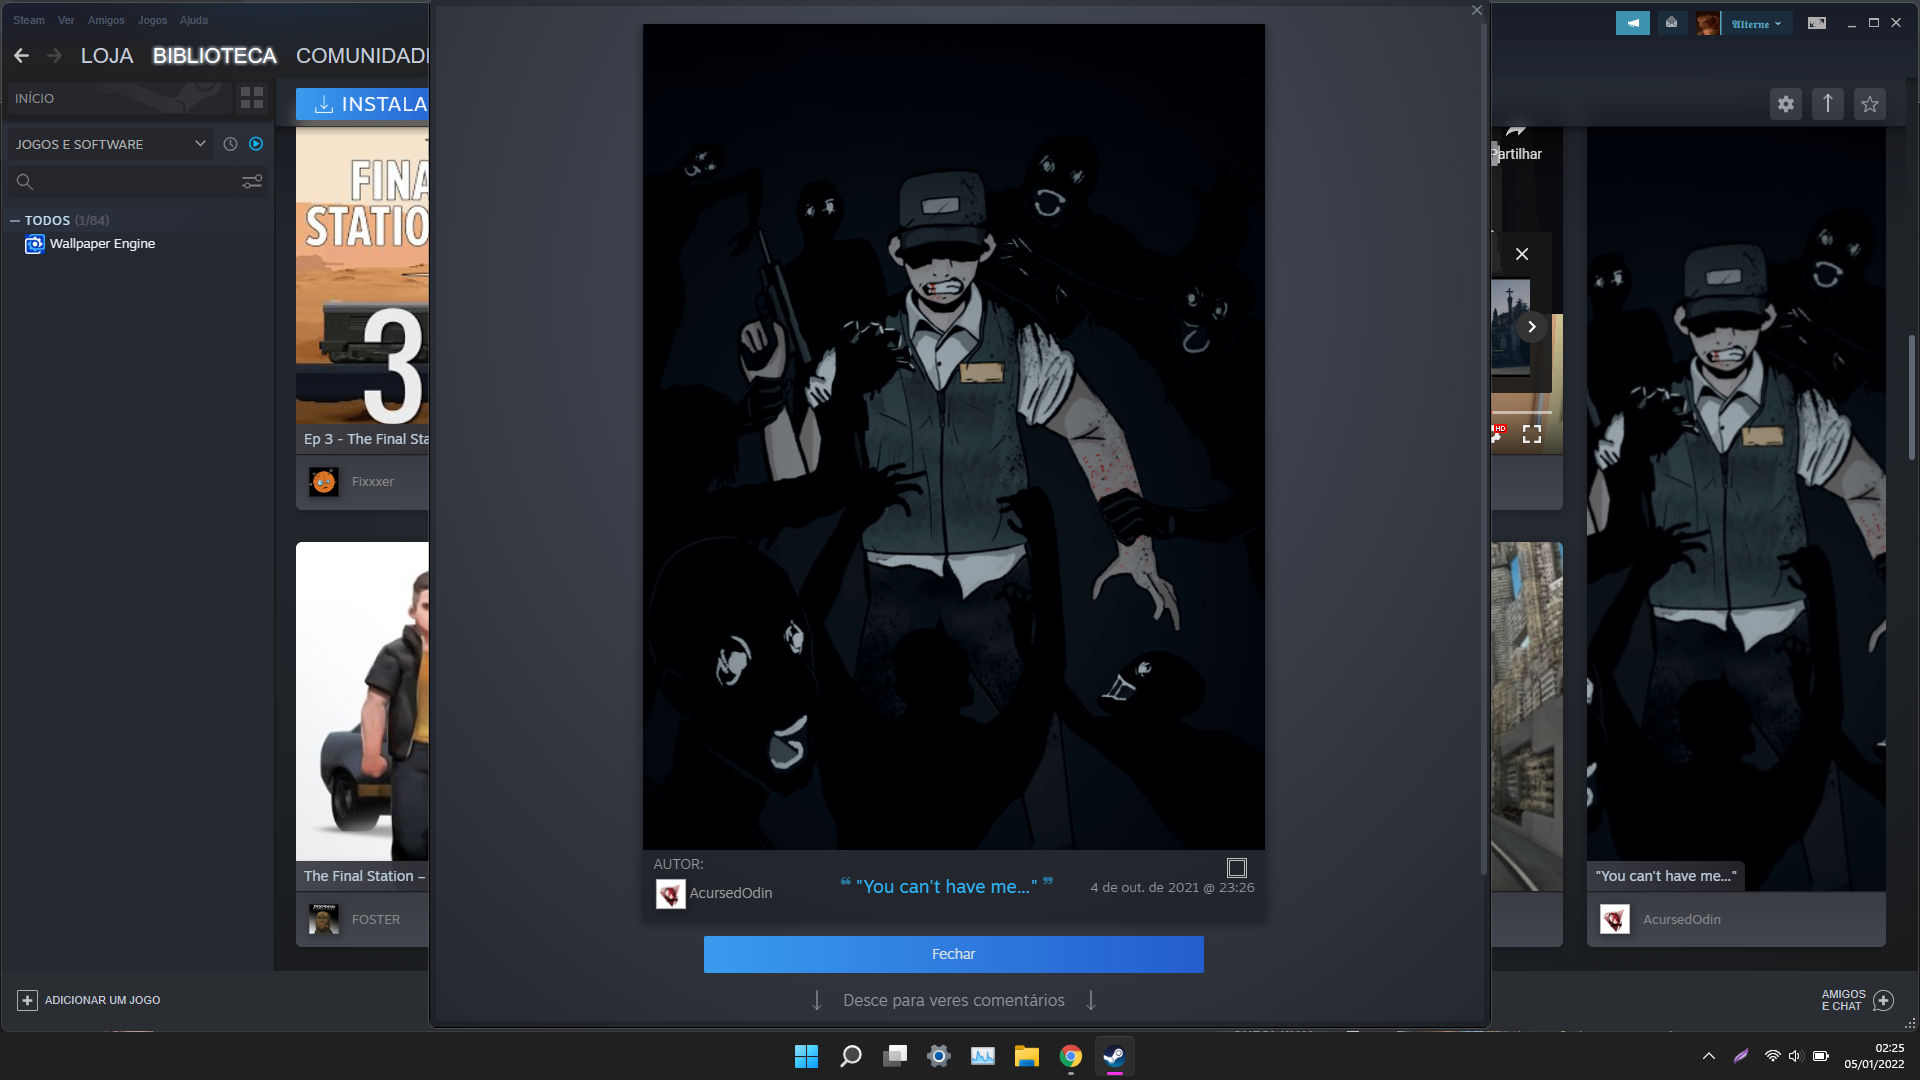 Steam Ver Amigos Jogos Ajuda
Alterne
LOJA BIBLIOTECA COMUNIDAD
INÍCIO
INSTALA
JOGOS E SOFTWARE
Partilhar
TODOS (1/84)
Wallpaper Engine
FINA
STATIO
3
HD
Ep 3 - The Final Sta
Fixxxer
The Final Station –
FOSTER
AUTOR:
AcursedOdin
❝ "You can't have me..." ❞
4 de out. de 2021 @ 23:26
"You can't have me..."
AcursedOdin
Fechar
Desce para veres comentários
ADICIONAR UM JOGO
AMIGOS
E CHAT
02:25
05/01/2022